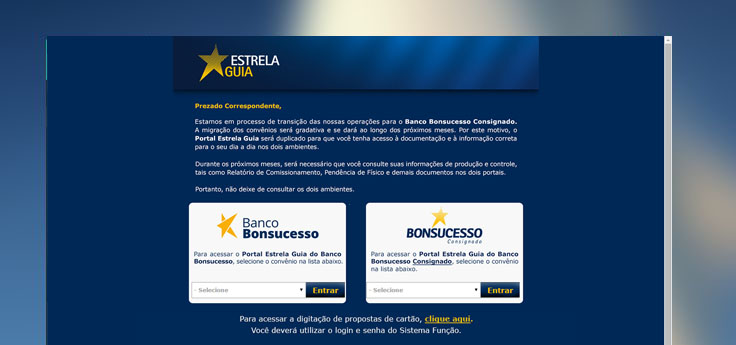 ESTRELA
GUIA
Prezado Correspondente,
Estamos em processo de transição das nossas operações para o Banco Bonsucesso Consignado.
A migração dos convênios será gradativa e se dará ao longo dos próximos meses. Por este motivo, o
Portal Estrela Guia será duplicado para que você tenha acesso à documentação e à informação correta
para o seu dia a dia nos dois ambientes.
Durante os próximos meses, será necessário que você consulte suas informações de produção e controle,
tais como Relatório de Comissionamento, Pendência de Físico e demais documentos nos dois portais.
Portanto, não deixe de consultar os dois ambientes.
Banco
Bonsucesso
Para acessar o Portal Estrela Guia do Banco
Bonsucesso, selecione o convênio na lista abaixo.
- Selecione
Entrar
BONSUCESSO
Consignado
Para acessar o Portal Estrela Guia do Banco
Bonsucesso Consignado, selecione o convênio
na lista abaixo.
- Selecione
Entrar
Para acessar a digitação de propostas de cartão, clique aqui.
Você deverá utilizar o login e senha do Sistema Função.